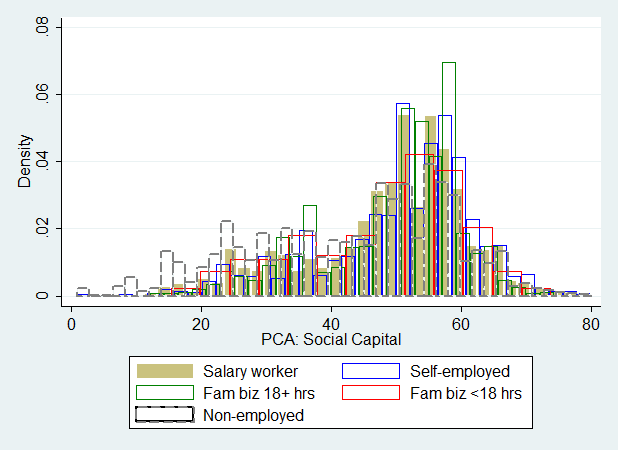 .08
.06
.04
.02
0
Density
0 20 40 60 80
PCA: Social Capital
Salary worker Self-employed
Fam biz 18+ hrs Fam biz <18 hrs
Non-employed